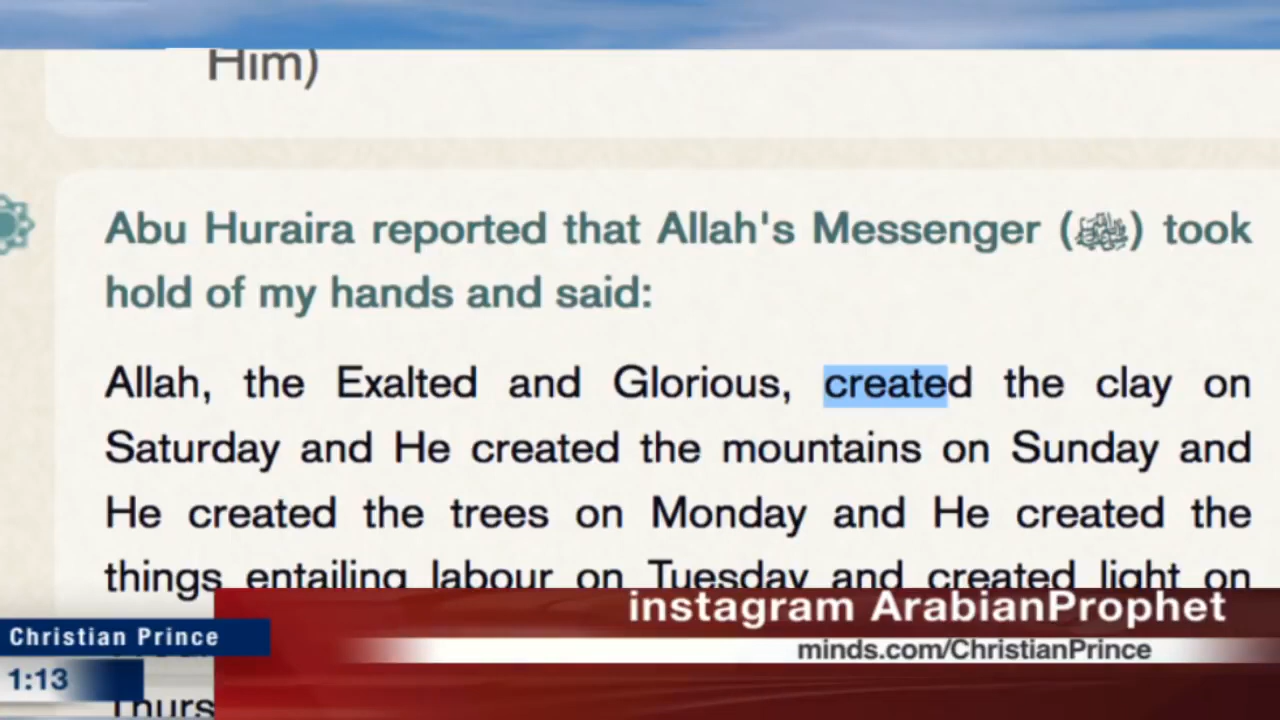 Him)
Abu Huraira reported that Allah's Messenger (ﷺ) took
hold of my hands and said:
Allah, the Exalted and Glorious, created the clay on
Saturday and He created the mountains on Sunday and
He created the trees on Monday and He created the
things entailing labour on Tuesday and created light on
Thurs
instagram ArabianProphet
minds.com/ChristianPrince
Christian Prince
1:13